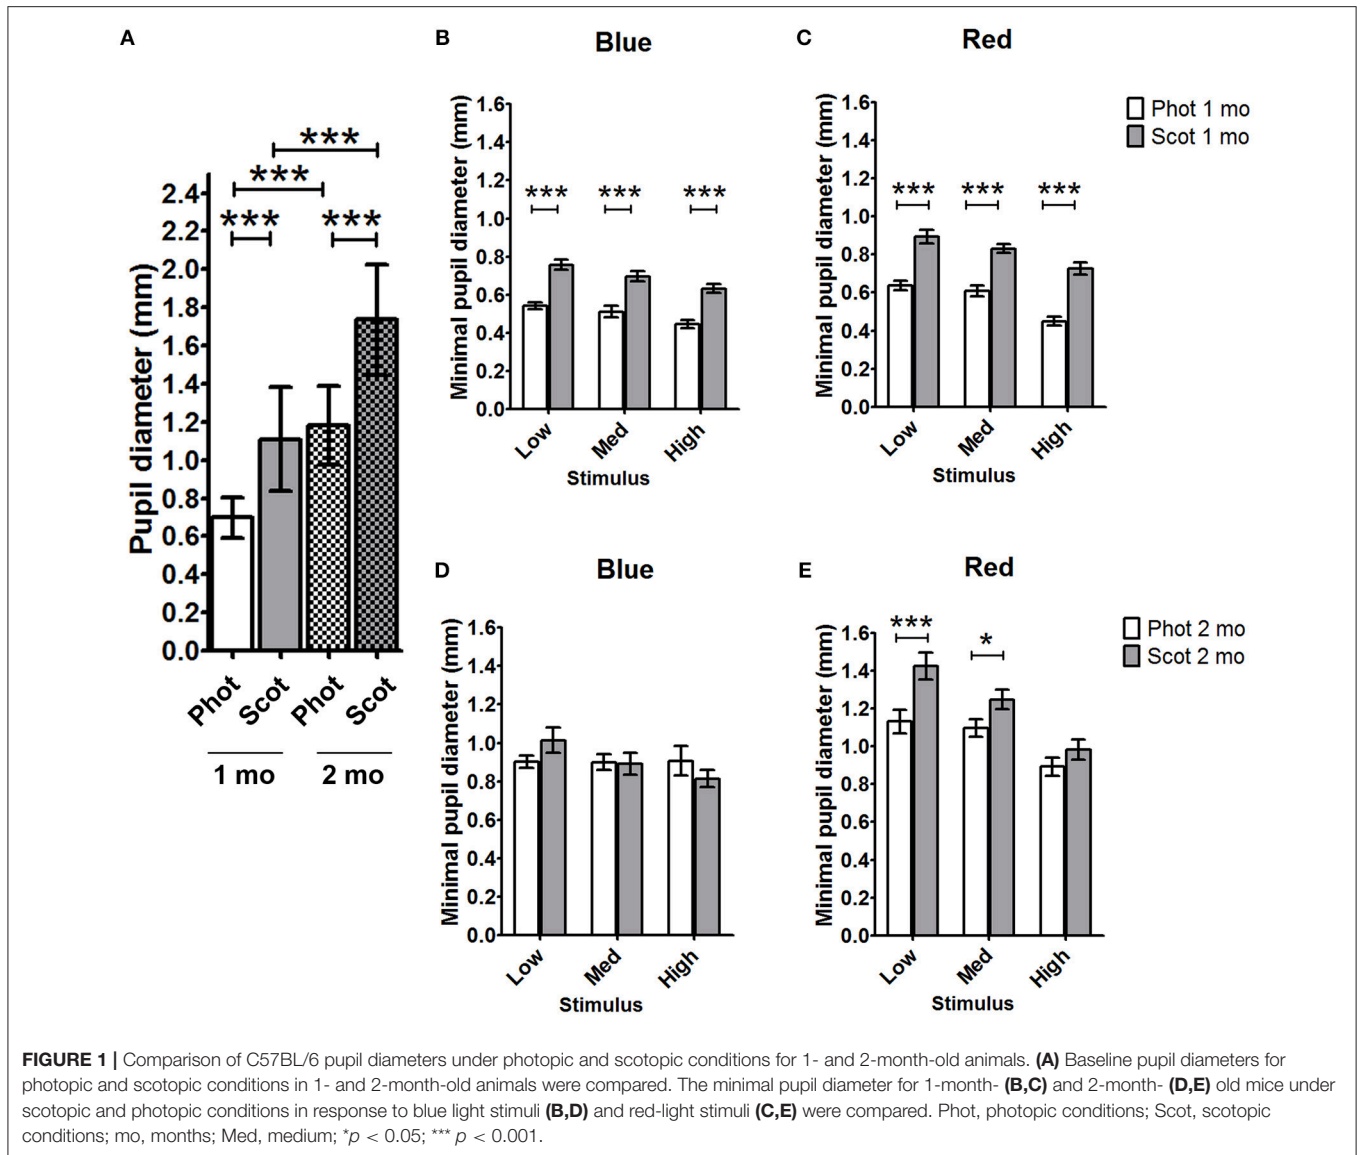 A
***
***
***
***
Pupil diameter (mm)
2.4
2.2
2.0
1.8
1.6
1.4
1.2
1.0
0.8
0.6
0.4
0.2
0.0
Phot
Scot
Phot
Scot
1 mo
2 mo
B
Blue
Minimal pupil diameter (mm)
1.6
1.4
1.2
1.0
0.8
0.6
0.4
0.2
0.0
***
***
***
Low
Med
High
Stimulus
C
Red
Minimal pupil diameter (mm)
1.6
1.4
1.2
1.0
0.8
0.6
0.4
0.2
0.0
***
***
***
Low
Med
High
Stimulus
Phot 1 mo
Scot 1 mo
D
Blue
Minimal pupil diameter (mm)
1.6
1.4
1.2
1.0
0.8
0.6
0.4
0.2
0.0
Low
Med
High
Stimulus
E
Red
Minimal pupil diameter (mm)
1.6
1.4
1.2
1.0
0.8
0.6
0.4
0.2
0.0
***
*
Low
Med
High
Stimulus
Phot 2 mo
Scot 2 mo
FIGURE 1 | Comparison of C57BL/6 pupil diameters under photopic and scotopic conditions for 1- and 2-month-old animals. (A) Baseline pupil diameters for
photopic and scotopic conditions in 1- and 2-month-old animals were compared. The minimal pupil diameter for 1-month- (B,C) and 2-month- (D,E) old mice under
scotopic and photopic conditions in response to blue light stimuli (B,D) and red-light stimuli (C,E) were compared. Phot, photopic conditions; Scot, scotopic
conditions; mo, months; Med, medium; *p < 0.05; *** p < 0.001.